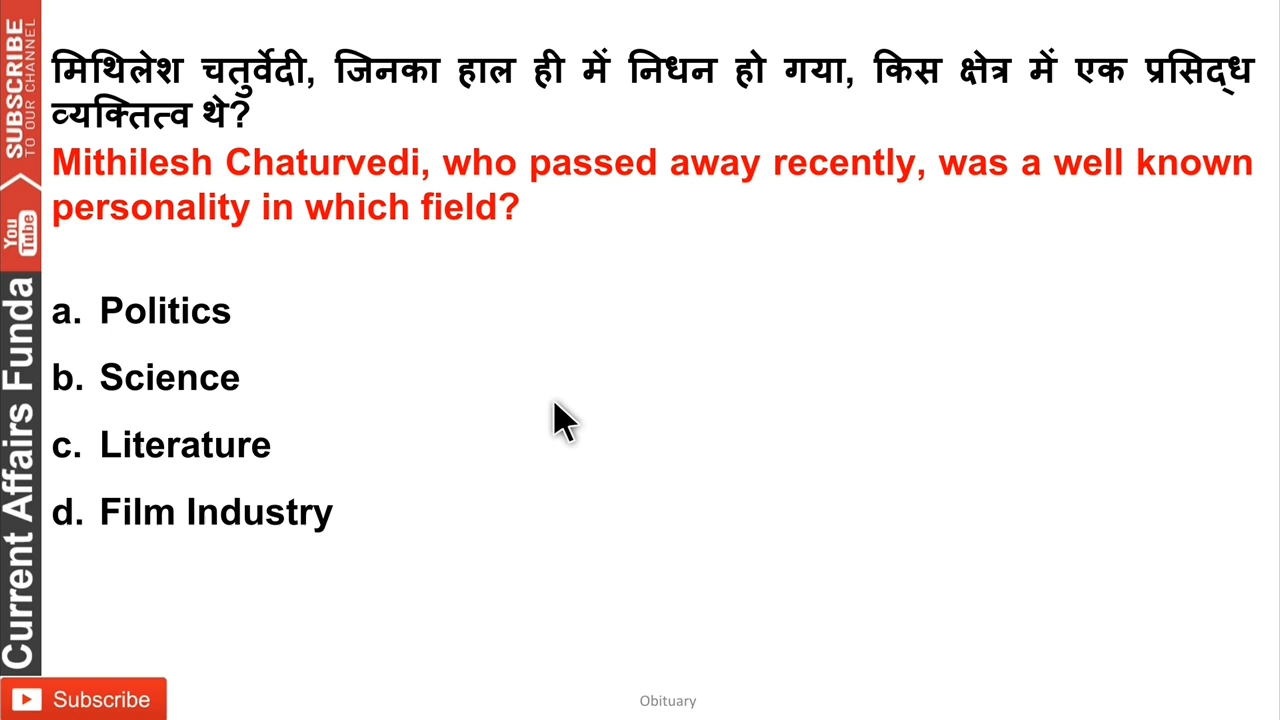 मिथिलेश चतुर्वेदी, जिनका हाल ही में निधन हो गया, किस क्षेत्र में एक प्रसिद्ध
व्यक्तित्व थे?
Mithilesh Chaturvedi, who passed away recently, was a well known
personality in which field?
a. Politics
b. Science
c. Literature
d. Film Industry
SUBSCRIBE
TO OUR CHANNEL
You
Tube
Current Affairs Funda
Subscribe
Obituary